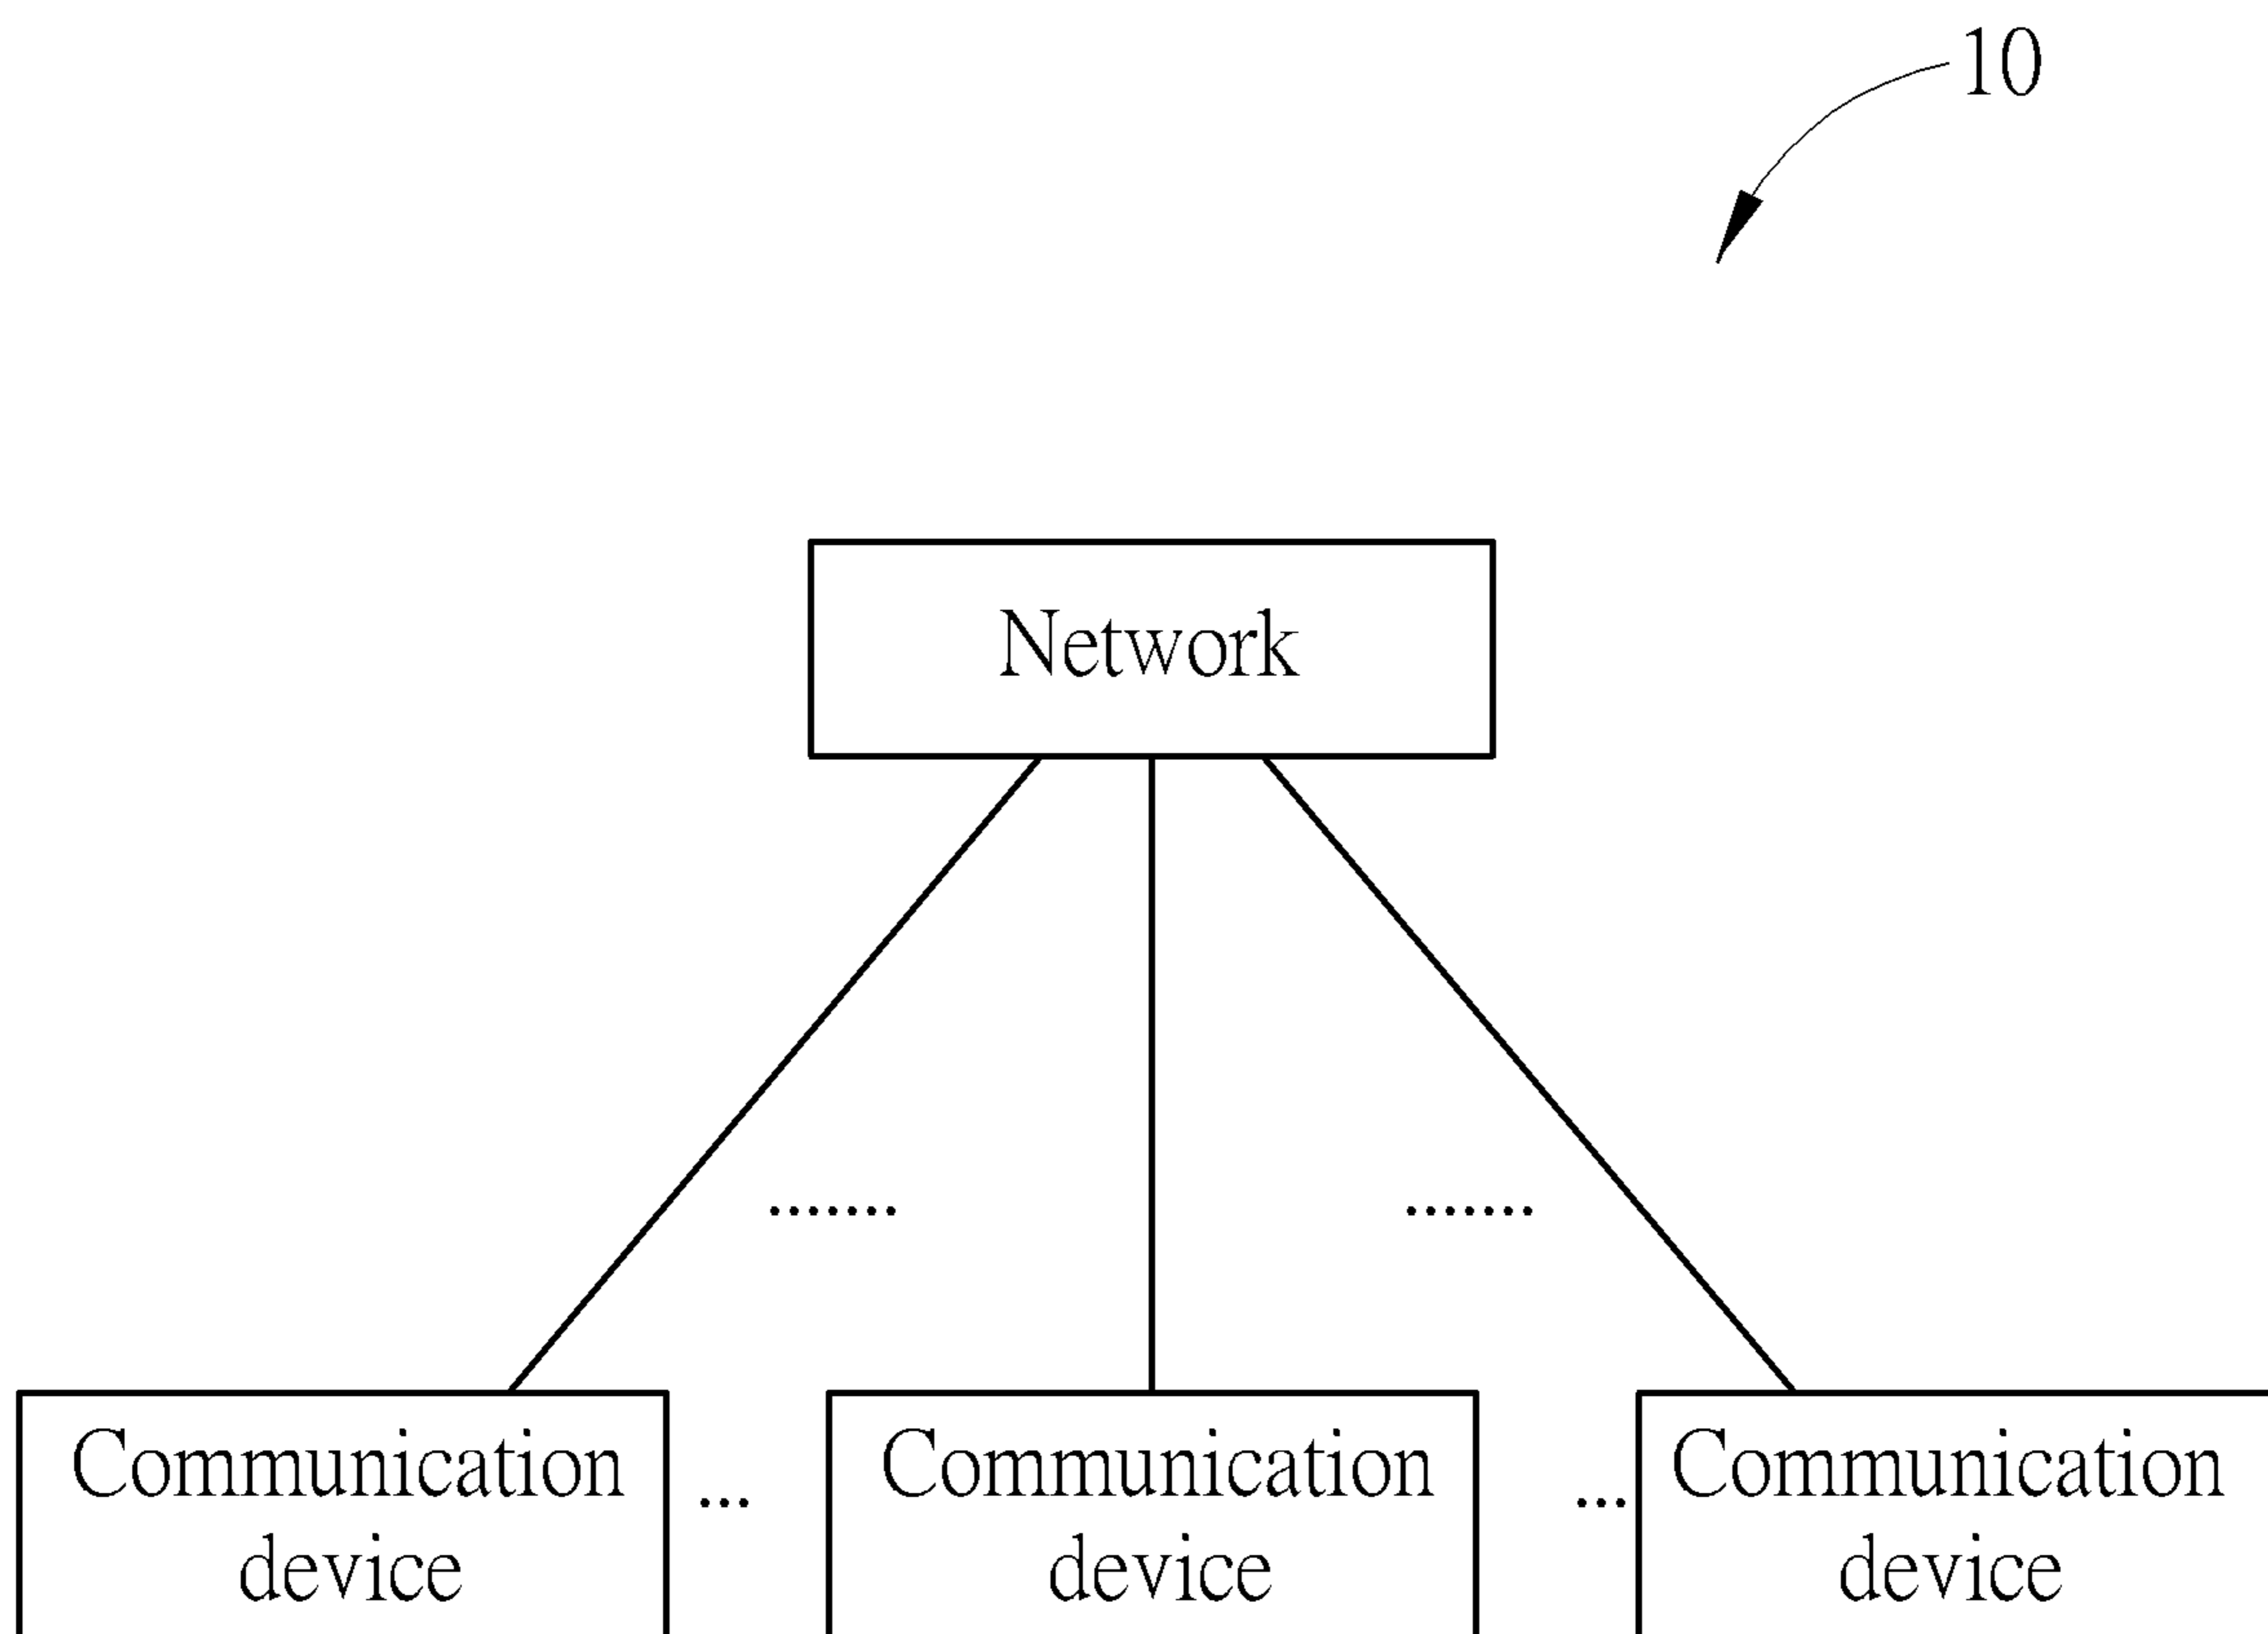 10
Network
.......
.......
Communication
device
...
Communication
device
...
Communication
device